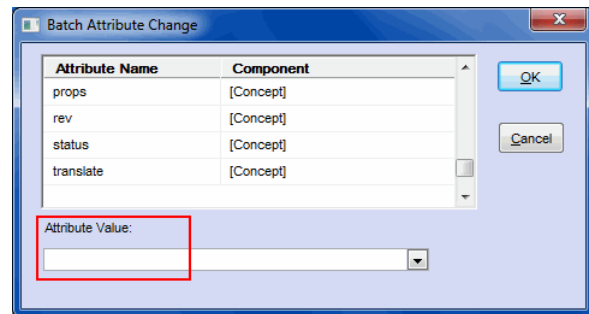 Batch Attribute Change
Attribute Name Component
props [Concept]
rev [Concept]
status [Concept]
translate [Concept]
OK
Cancel
Attribute Value: